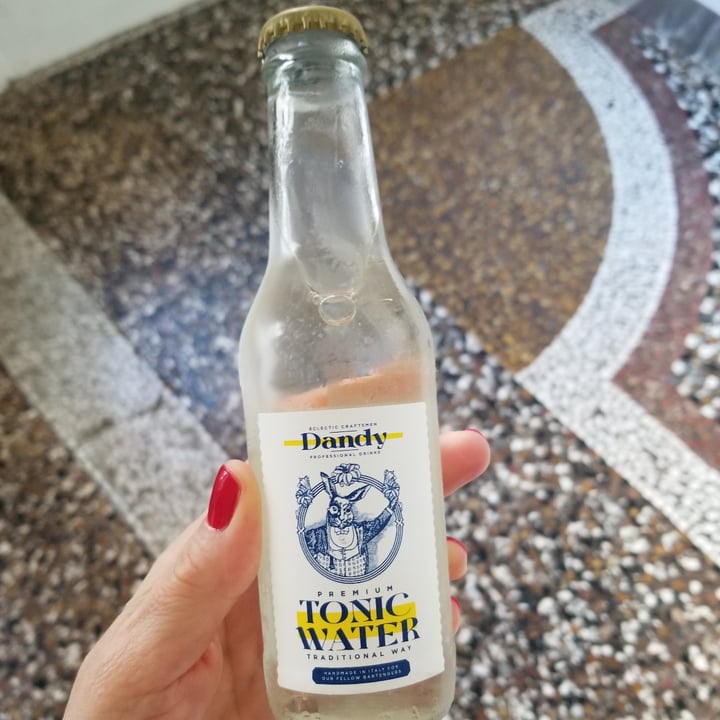 ECLECTIC CRAFTSMEN
Dandy
PROFESSIONAL DRINKS
PREMIUM
TONIC
WATER
TRADITIONAL WAY
HANDMADE IN ITALY FOR
OUR FELLOW BARTENDERS